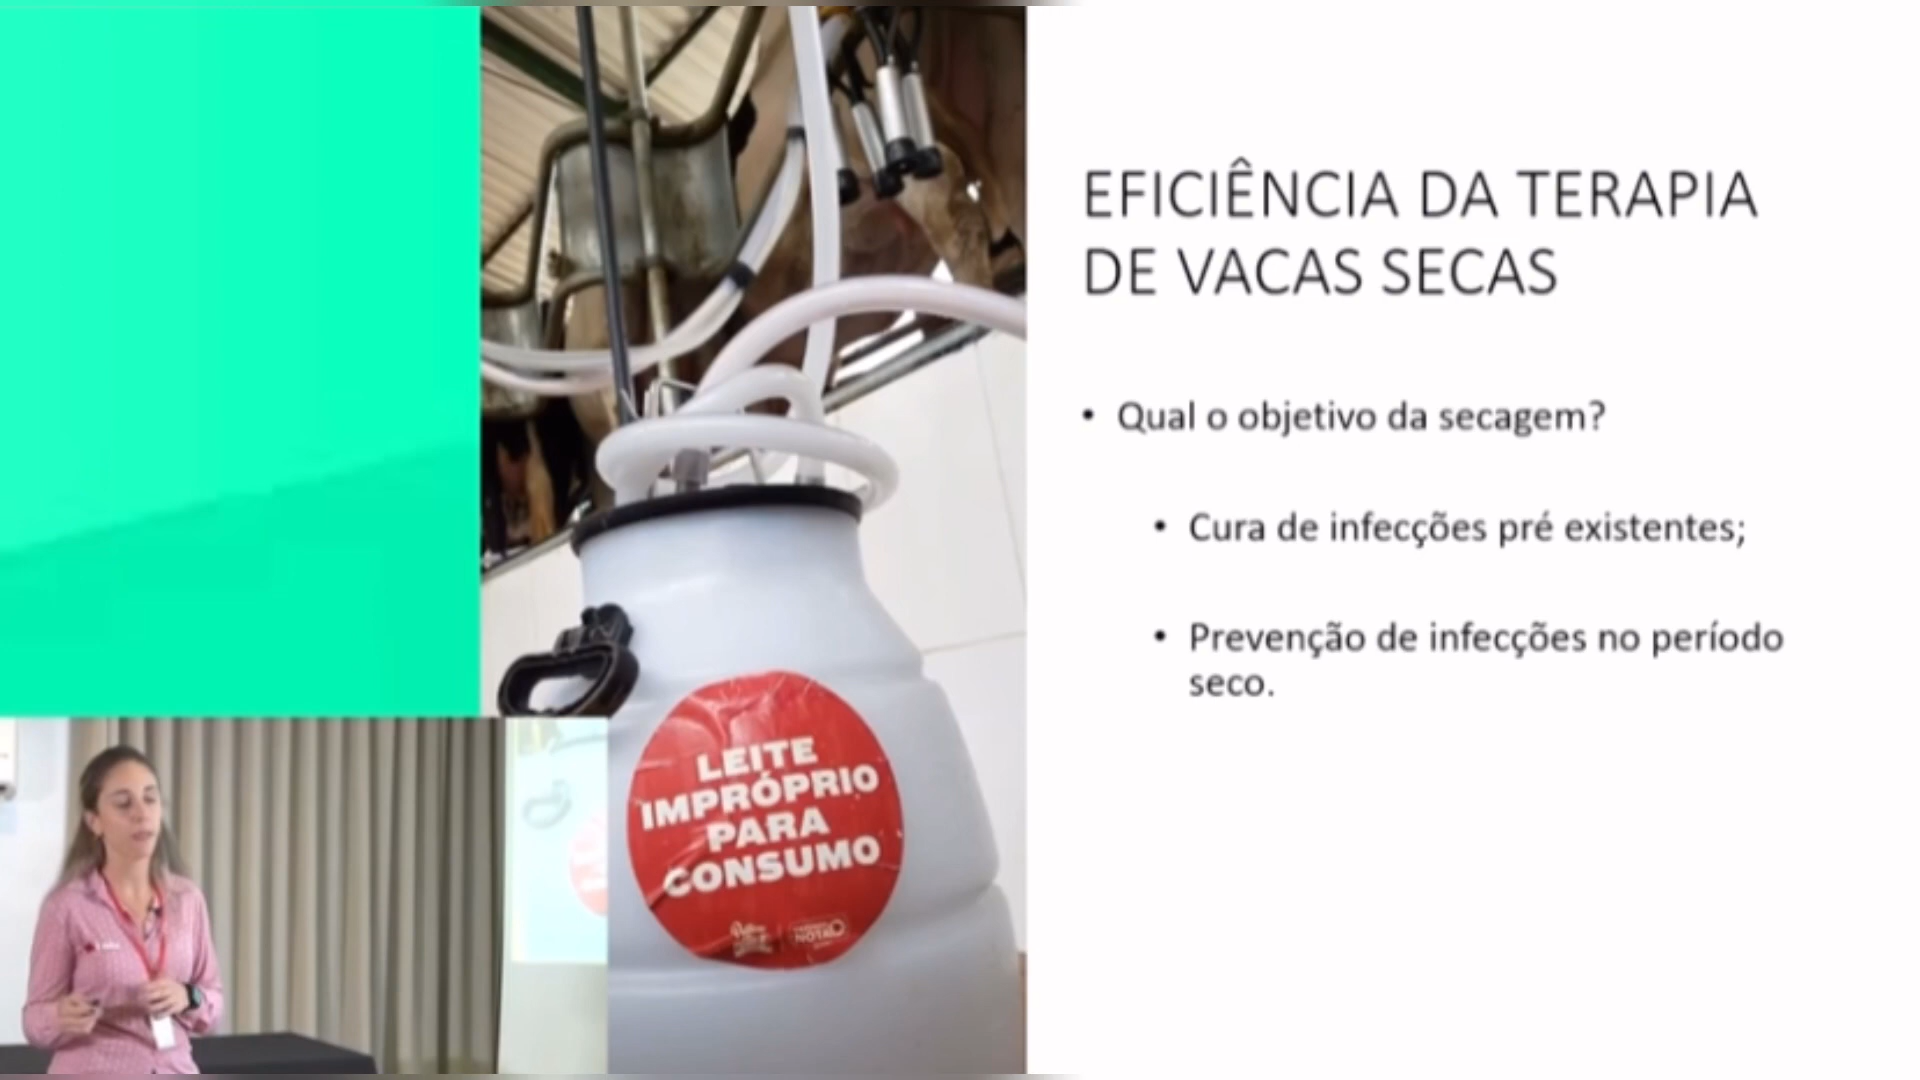 EFICIÊNCIA DA TERAPIA
DE VACAS SECAS
• Qual o objetivo da secagem?
• Cura de infecções pré existentes;
• Prevenção de infecções no período
seco.
LEITE
IMPRÓPRIO
PARA
CONSUMO